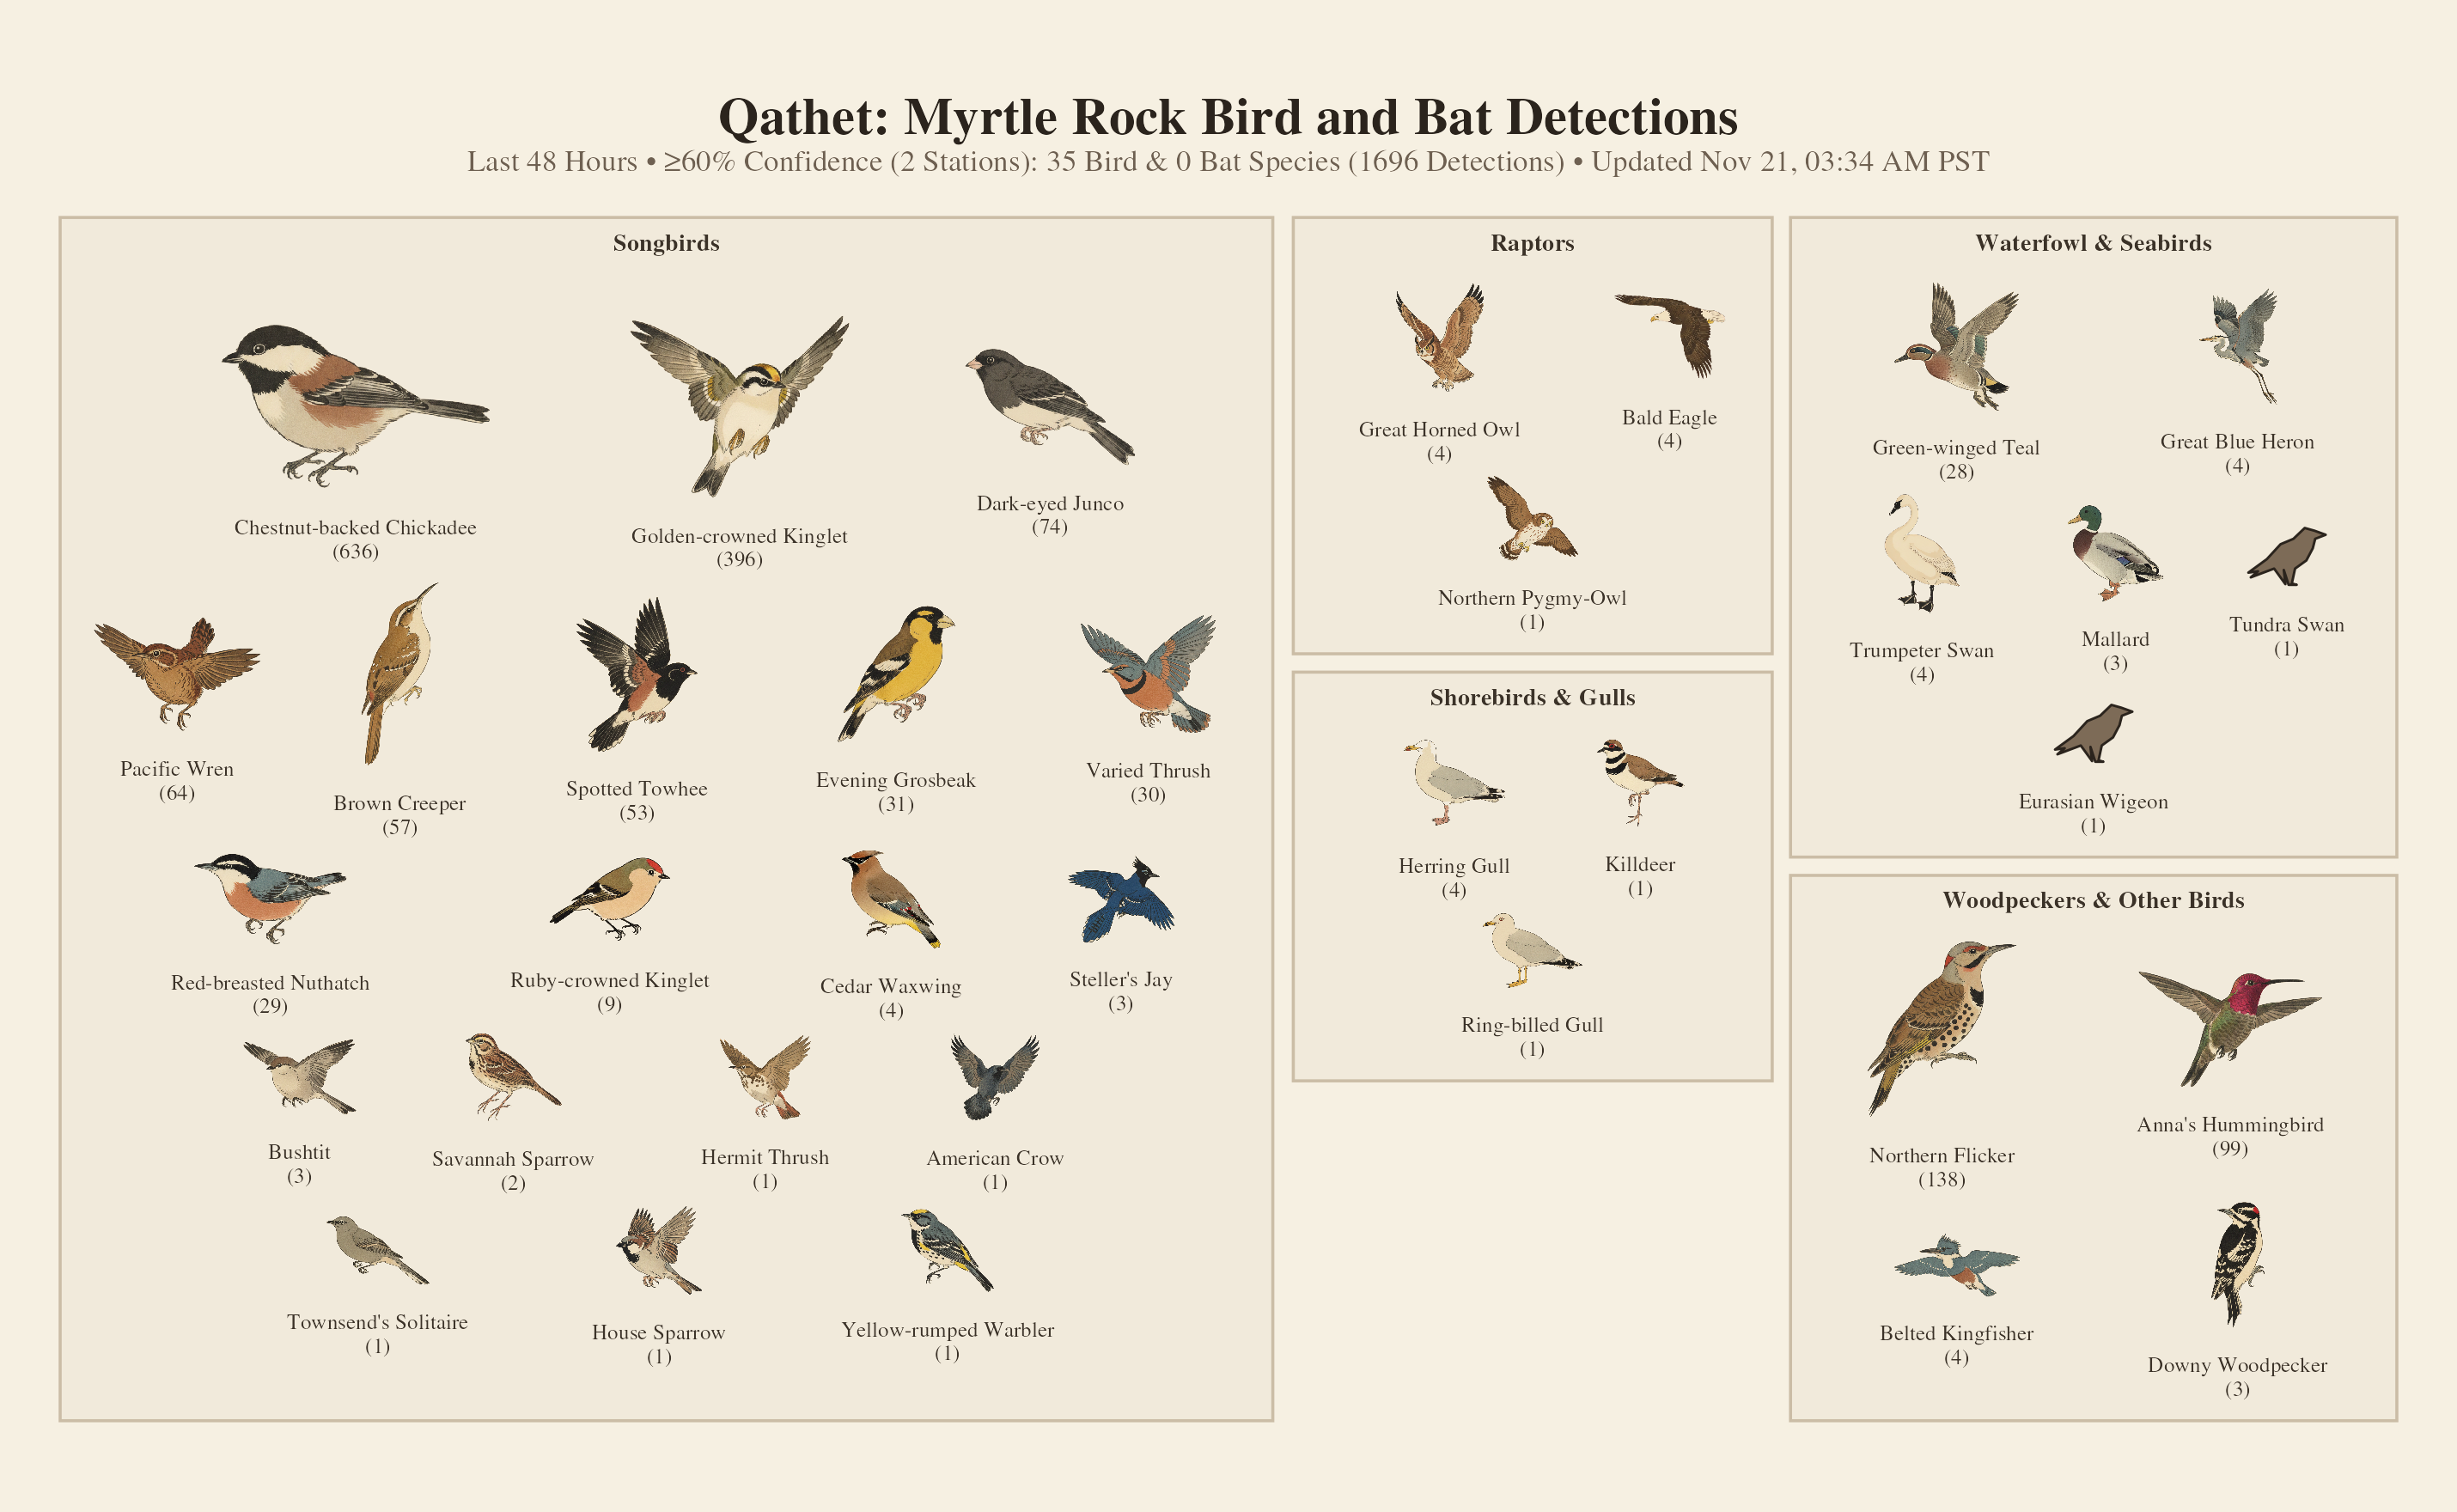 Qathet: Myrtle Rock Bird and Bat Detections
Last 48 Hours • ≥60% Confidence (2 Stations): 35 Bird & 0 Bat Species (1696 Detections) • Updated Nov 21, 03:34 AM PST
Songbirds
Chestnut-backed Chickadee
(636)
Golden-crowned Kinglet
(396)
Dark-eyed Junco
(74)
Pacific Wren
(64)
Brown Creeper
(57)
Spotted Towhee
(53)
Evening Grosbeak
(31)
Varied Thrush
(30)
Red-breasted Nuthatch
(29)
Ruby-crowned Kinglet
(9)
Cedar Waxwing
(4)
Steller's Jay
(3)
Bushtit
(3)
Savannah Sparrow
(2)
Hermit Thrush
(1)
American Crow
(1)
Townsend's Solitaire
(1)
House Sparrow
(1)
Yellow-rumped Warbler
(1)
Raptors
Great Horned Owl
(4)
Bald Eagle
(4)
Northern Pygmy-Owl
(1)
Shorebirds & Gulls
Herring Gull
(4)
Killdeer
(1)
Ring-billed Gull
(1)
Waterfowl & Seabirds
Green-winged Teal
(28)
Great Blue Heron
(4)
Trumpeter Swan
(4)
Mallard
(3)
Tundra Swan
(1)
Eurasian Wigeon
(1)
Woodpeckers & Other Birds
Northern Flicker
(138)
Anna's Hummingbird
(99)
Belted Kingfisher
(4)
Downy Woodpecker
(3)